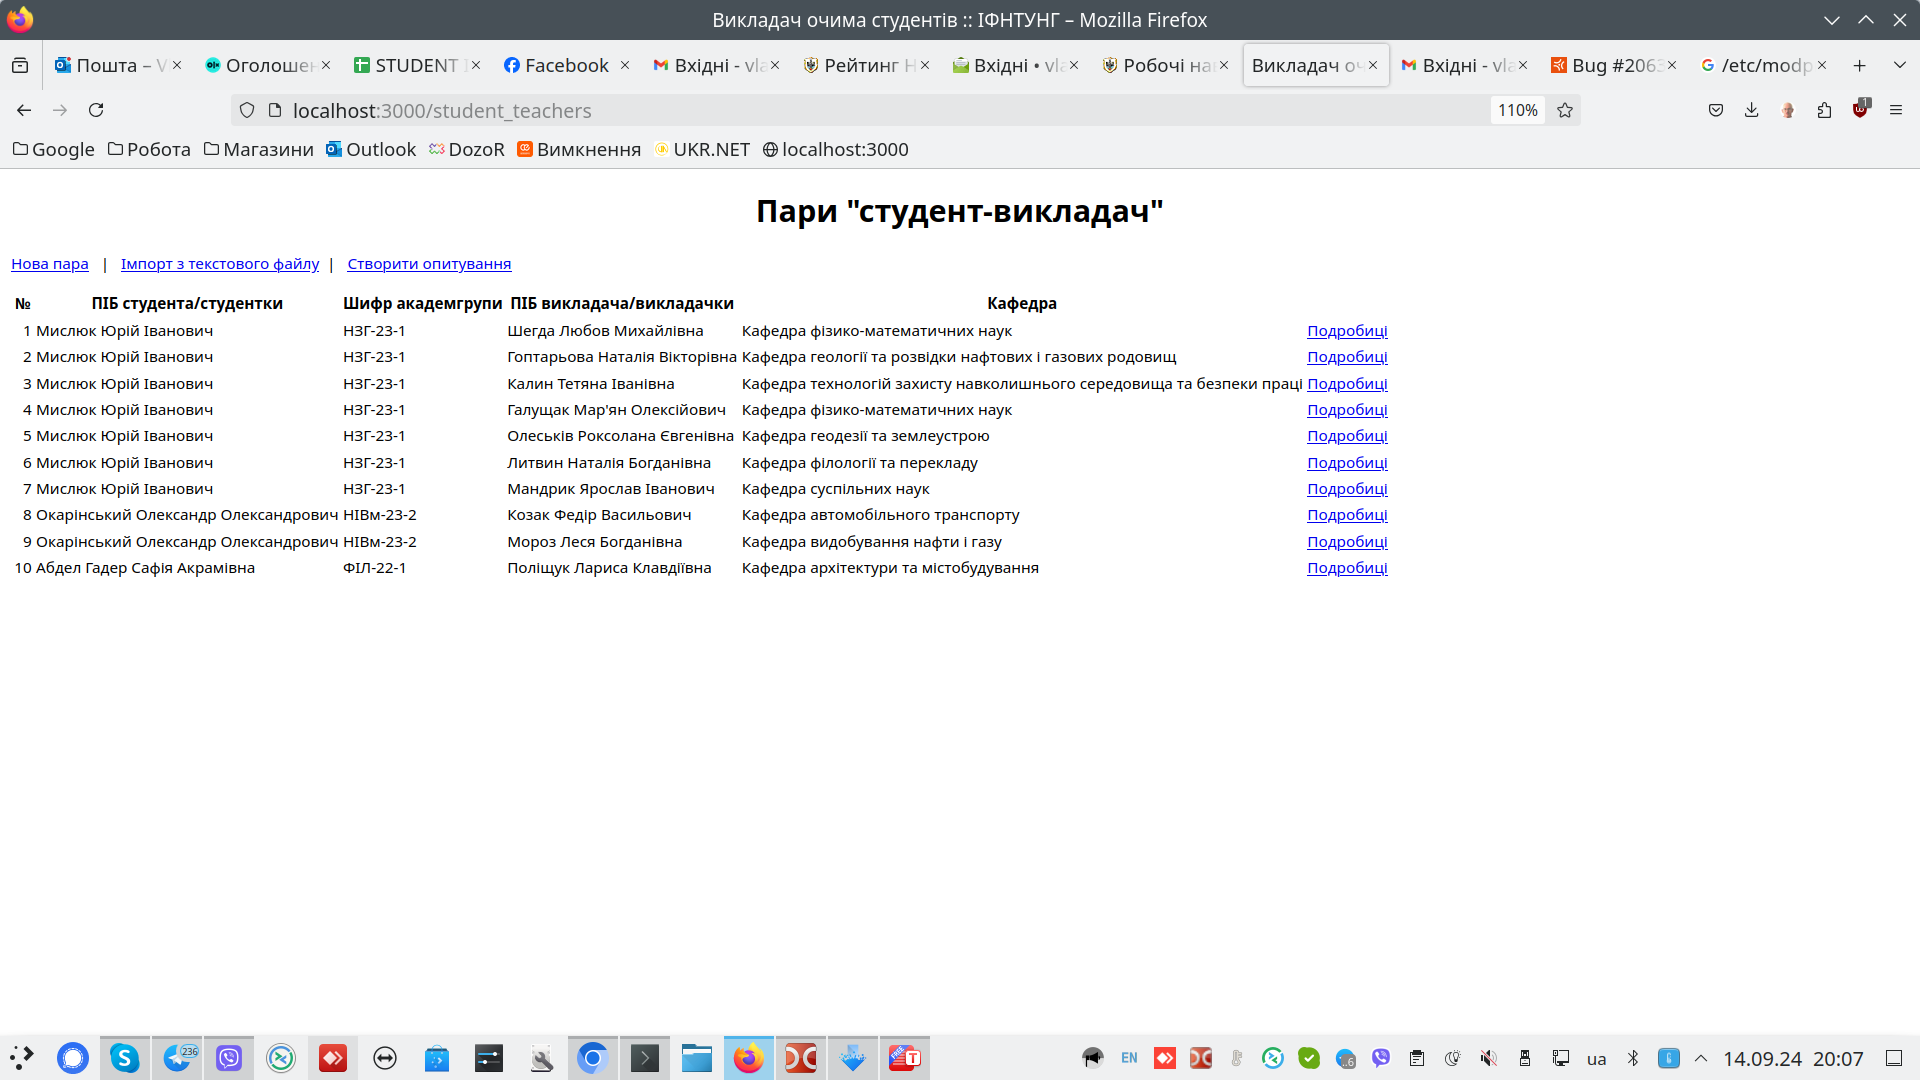 Викладач очима студентів :: ІФНТУНГ – Mozilla Firefox
Пошта – V Оголошен STUDENT I Facebook Вхідні - vla Рейтинг Н Вхідні • vla Робочі на Викладач оч Вхідні - vla Bug #2063 /etc/modp
localhost:3000/student_teachers 110% 1
Google Робота Магазини Outlook DozoR Вимкнення UKR.NET localhost:3000
Пари "студент-викладач"
Нова пара | Імпорт з текстового файлу | Створити опитування
№ ПІБ студента/студентки Шифр академгрупи ПІБ викладача/викладачки Кафедра
1 Мислюк Юрій Іванович НЗГ-23-1 Шегда Любов Михайлівна Кафедра фізико-математичних наук Подробиці
2 Мислюк Юрій Іванович НЗГ-23-1 Гоптарьова Наталія Вікторівна Кафедра геології та розвідки нафтових і газових родовищ Подробиці
3 Мислюк Юрій Іванович НЗГ-23-1 Калин Тетяна Іванівна Кафедра технологій захисту навколишнього середовища та безпеки праці Подробиці
4 Мислюк Юрій Іванович НЗГ-23-1 Галущак Мар'ян Олексійович Кафедра фізико-математичних наук Подробиці
5 Мислюк Юрій Іванович НЗГ-23-1 Олеськів Роксолана Євгенівна Кафедра геодезії та землеустрою Подробиці
6 Мислюк Юрій Іванович НЗГ-23-1 Литвин Наталія Богданівна Кафедра філології та перекладу Подробиці
7 Мислюк Юрій Іванович НЗГ-23-1 Мандрик Ярослав Іванович Кафедра суспільних наук Подробиці
8 Окарінський Олександр Олександрович НІВм-23-2 Козак Федір Васильович Кафедра автомобільного транспорту Подробиці
9 Окарінський Олександр Олександрович НІВм-23-2 Мороз Леся Богданівна Кафедра видобування нафти і газу Подробиці
10 Абдел Гадер Сафія Акрамівна ФІЛ-22-1 Поліщук Лариса Клавдіївна Кафедра архітектури та містобудування Подробиці
236 EN ua 14.09.24 20:07